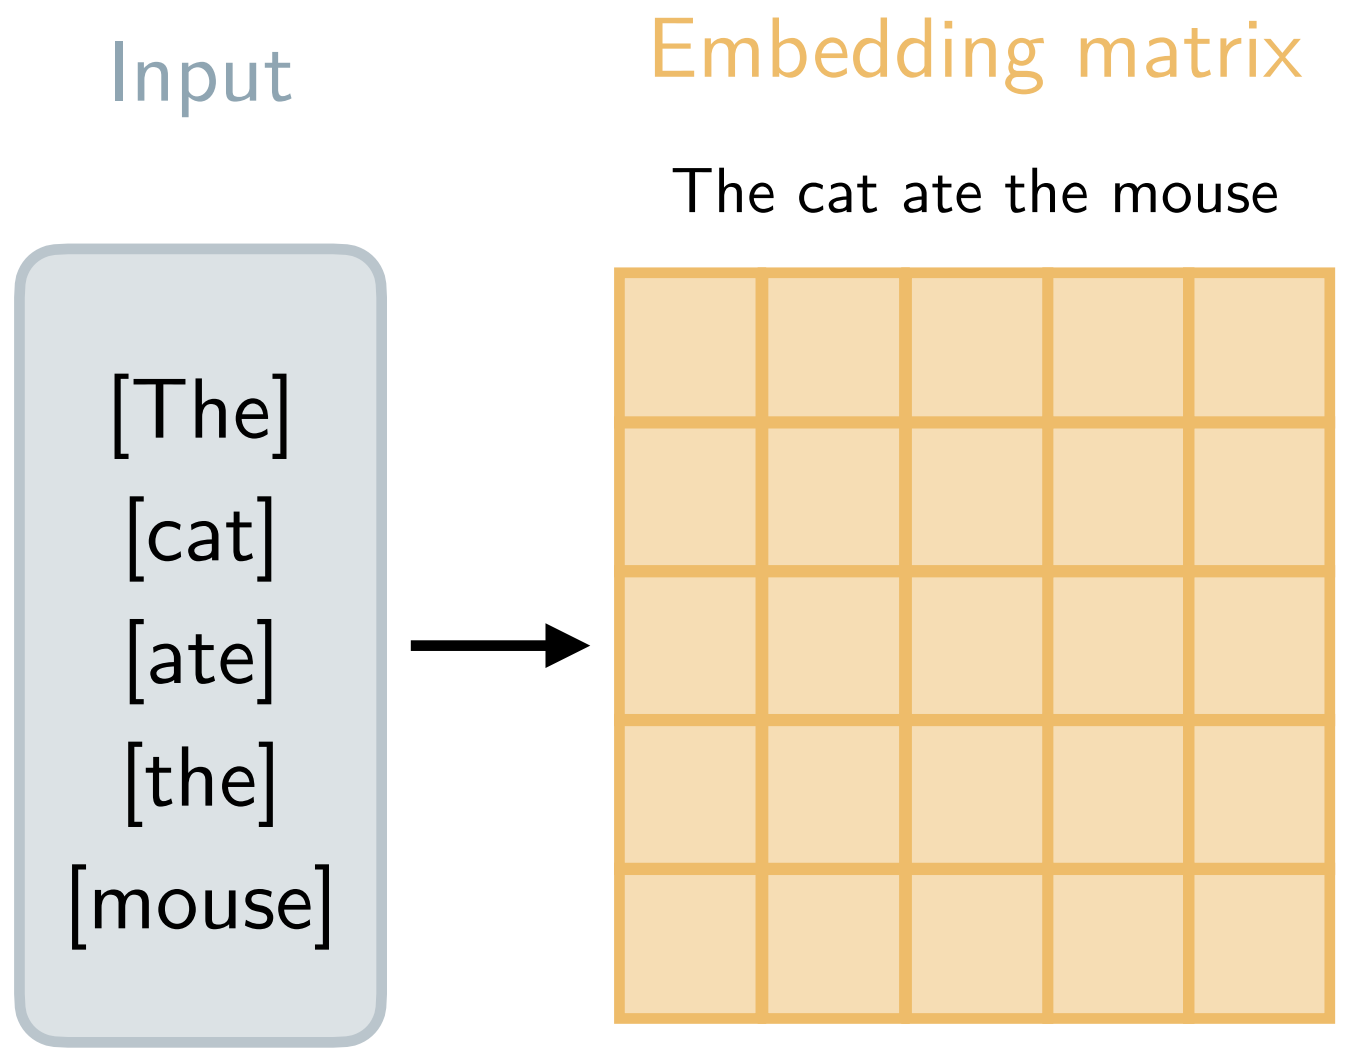 Input
[The]
[cat]
[ate]
[the]
[mouse]
Embedding matrix
The cat ate the mouse